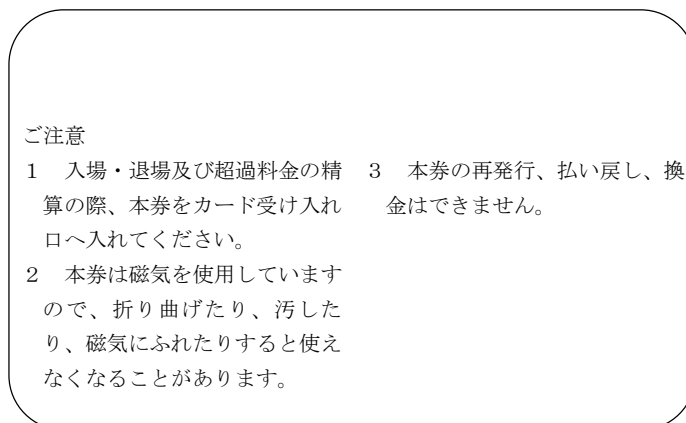 ご注意
1　入場・退場及び超過料金の精
算の際、本券をカード受け入れ
口へ入れてください。
2　本券は磁気を使用しています
ので、折り曲げたり、汚した
り、磁気にふれたりすると使え
なくなることがあります。
3　本券の再発行、払い戻し、換
金はできません。